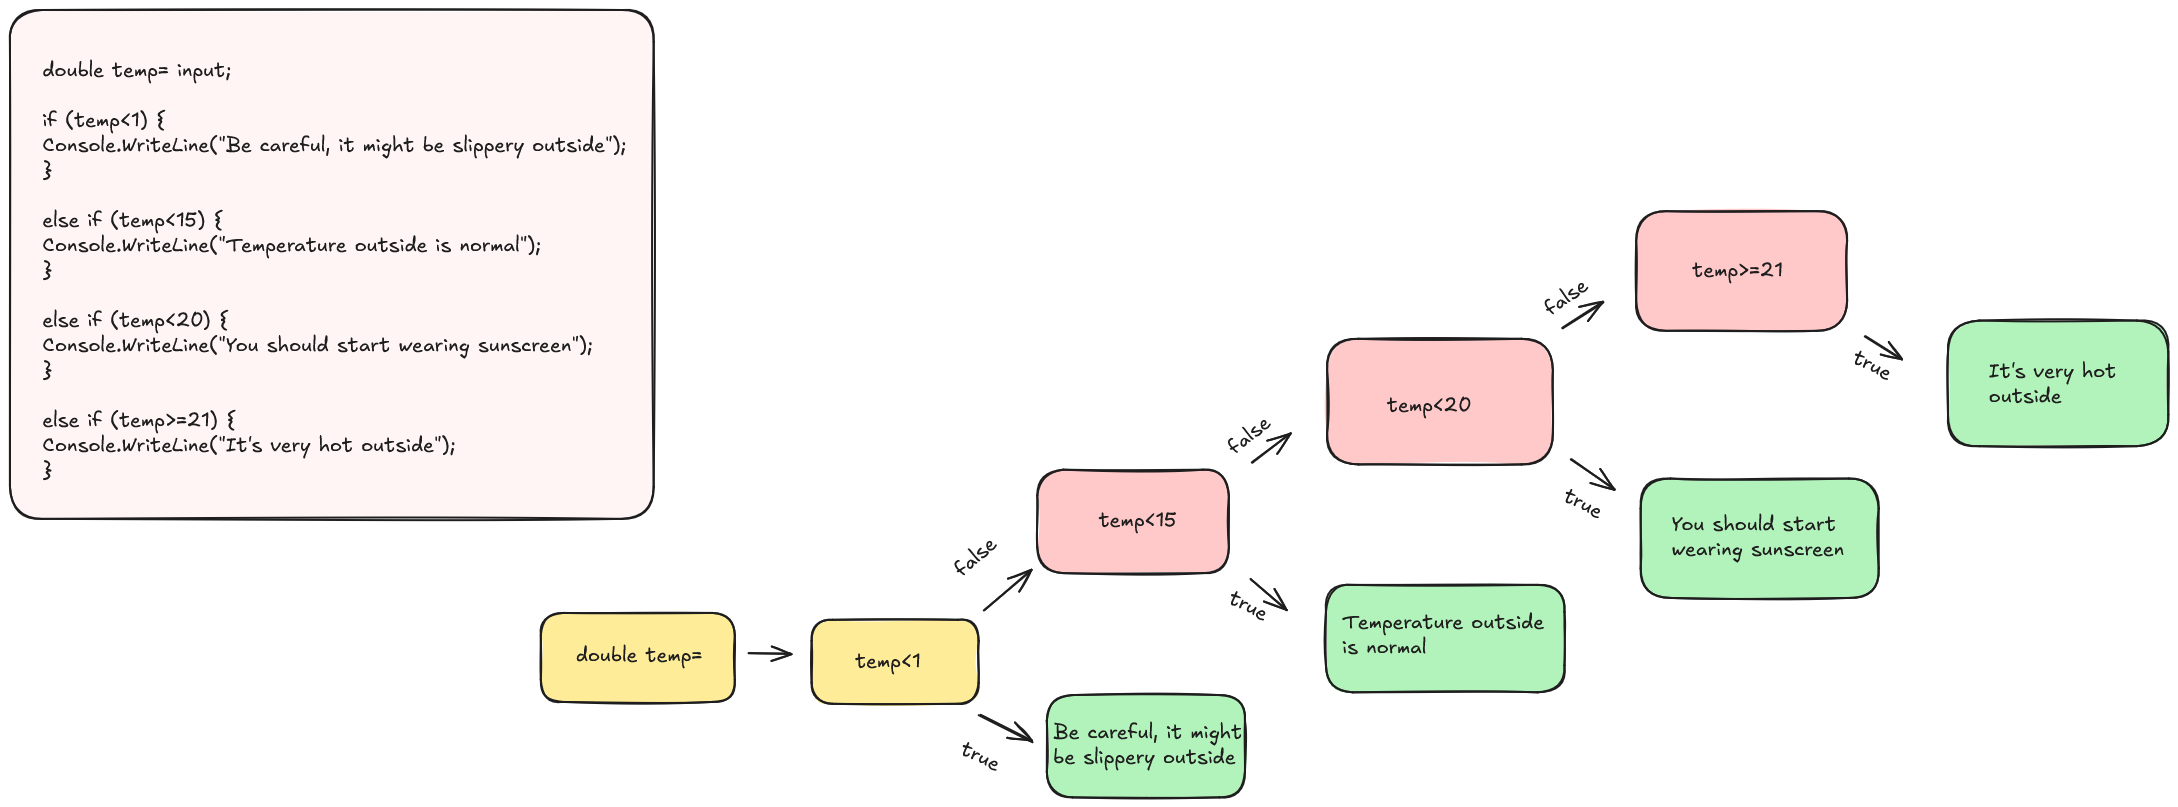 double temp= input;
if (temp<1) {
Console.WriteLine("Be careful, it might be slippery outside");
}
else if (temp<15) {
Console.WriteLine("Temperature outside is normal");
}
else if (temp<20) {
Console.WriteLine("You should start wearing sunscreen");
}
else if (temp>=21) {
Console.WriteLine("It's very hot outside");
}
double temp=
temp<1
false
true
Be careful, it might
be slippery outside
temp<15
false
true
Temperature outside
is normal
temp<20
false
true
You should start
wearing sunscreen
temp>=21
true
It's very hot
outside